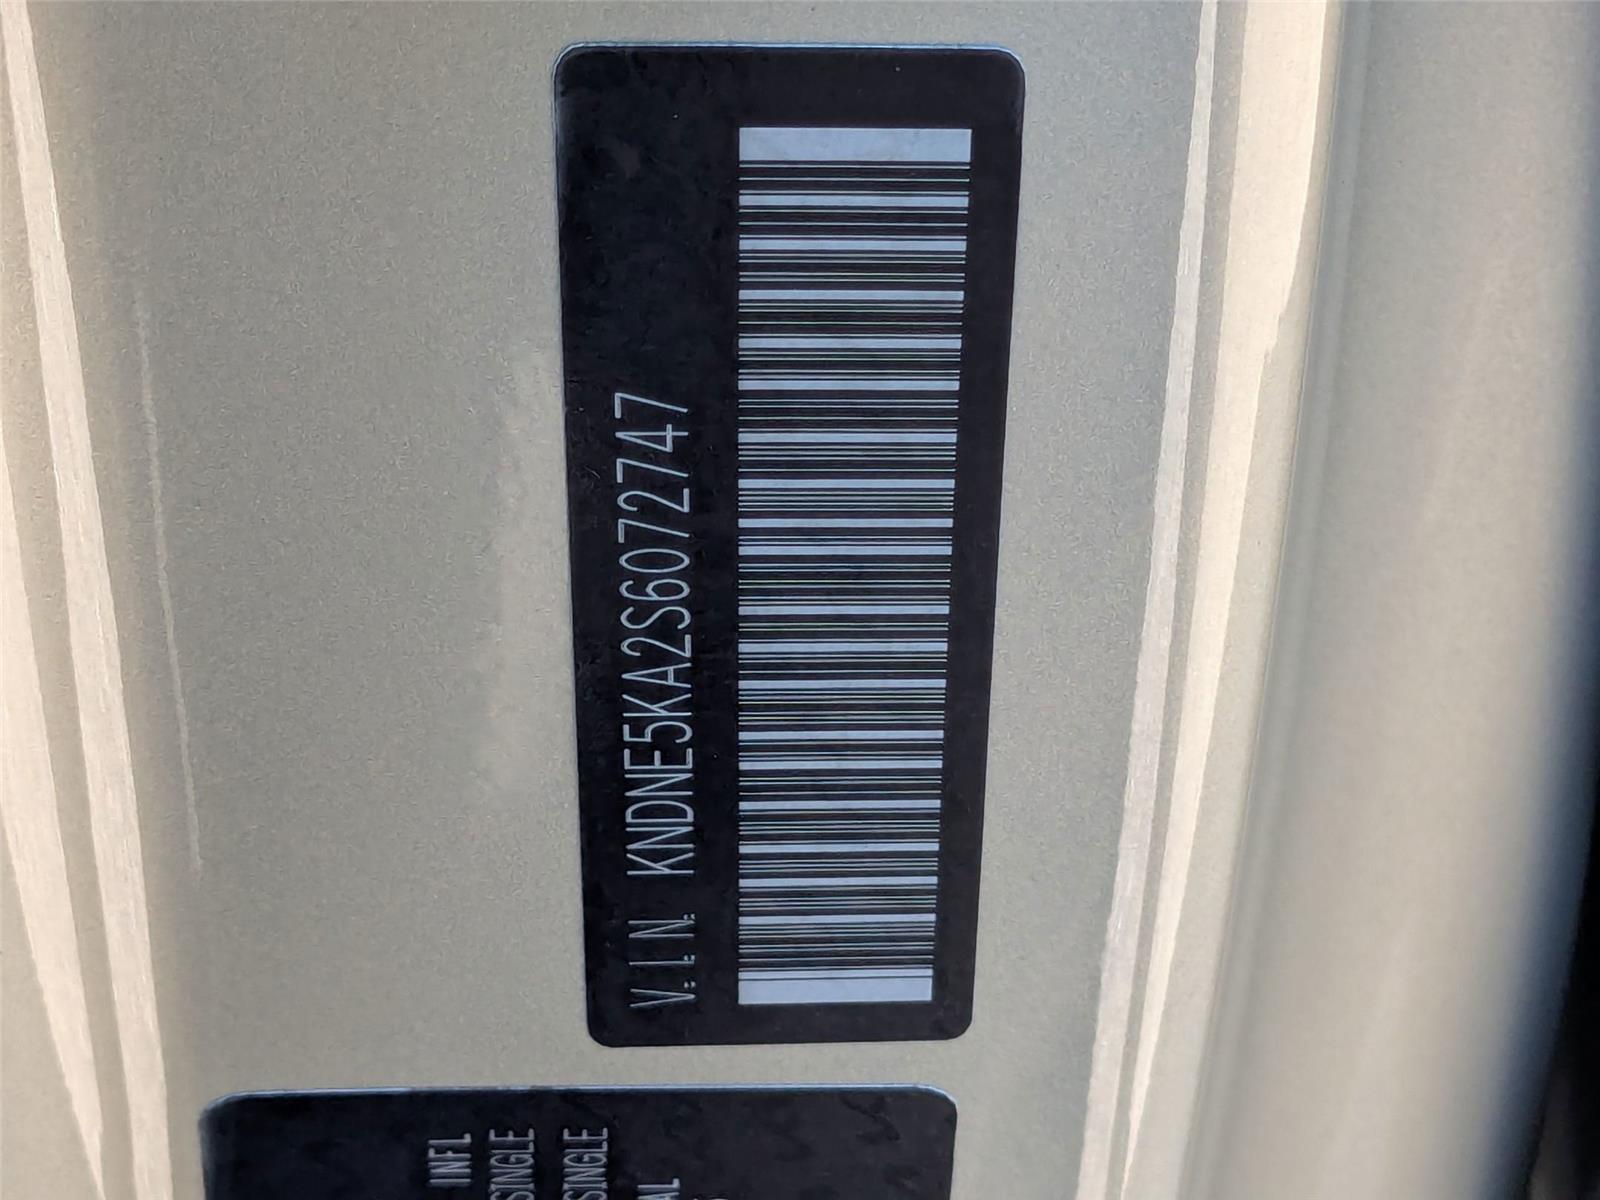 V.I.N. KNDNE5KA2S6072747
INFL
SINGLE
SINGLE